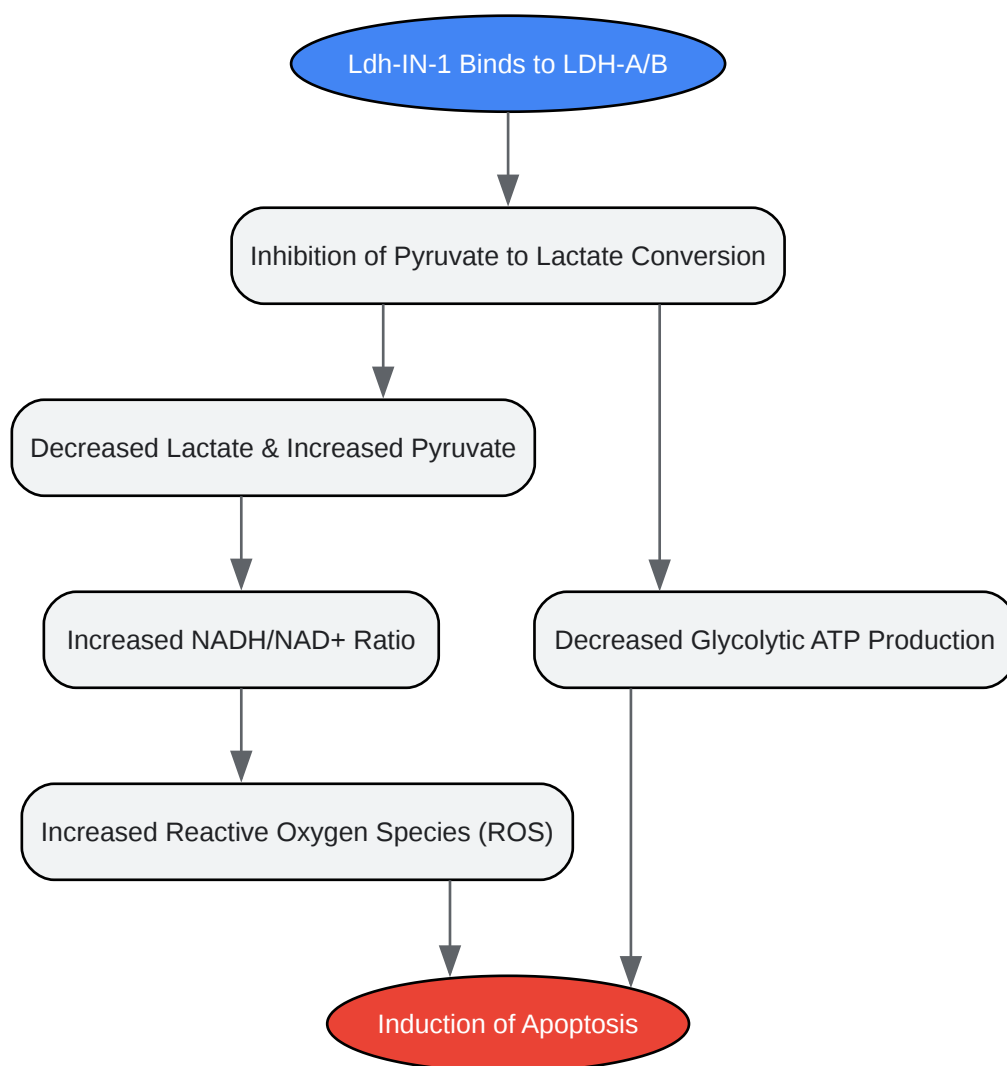 Ldh-IN-1 Binds to LDH-A/B
Inhibition of Pyruvate to Lactate Conversion
Decreased Lactate & Increased Pyruvate
Increased NADH/NAD+ Ratio
Decreased Glycolytic ATP Production
Increased Reactive Oxygen Species (ROS)
Induction of Apoptosis